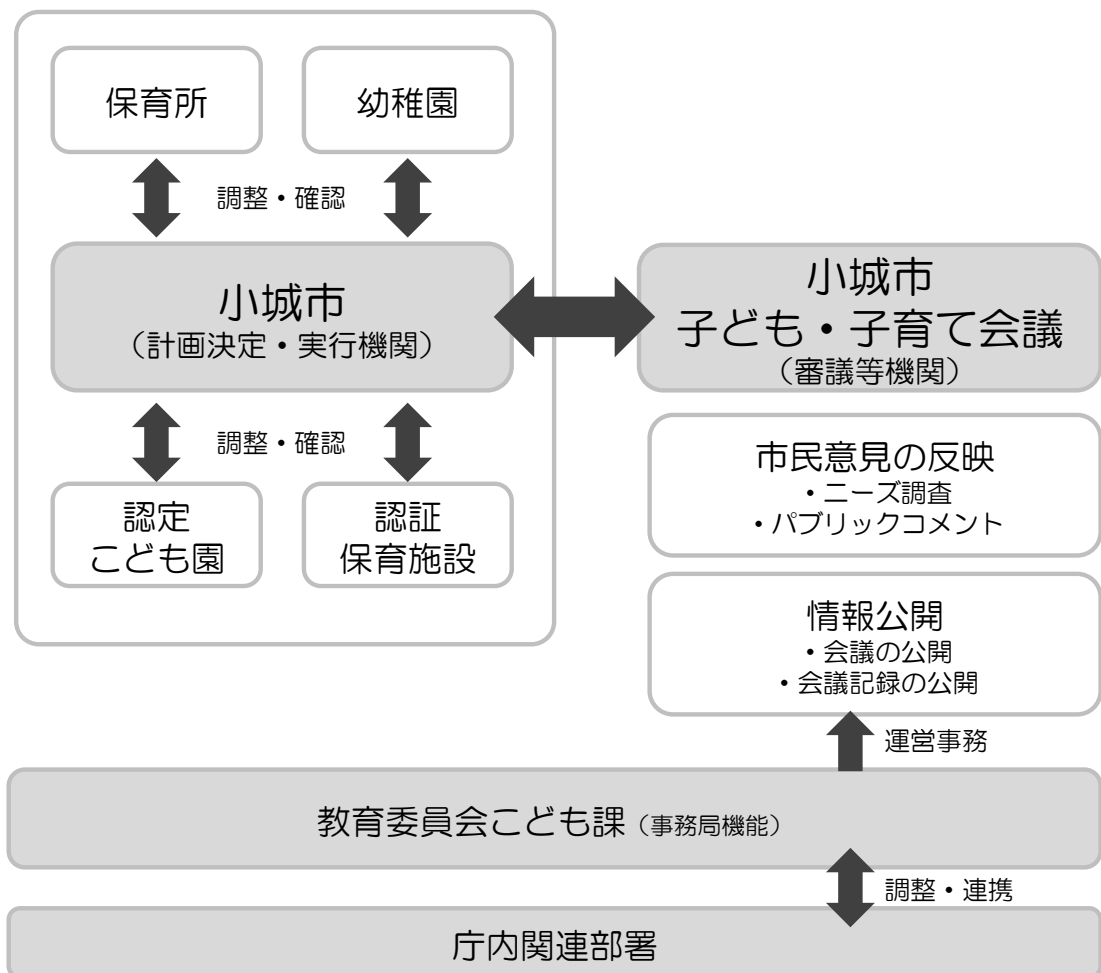 保育所
幼稚園
調整・確認
小城市
（計画決定・実行機関）
調整・確認
認定
こども園
認証
保育施設
小城市
子ども・子育て会議
（審議等機関）
市民意見の反映
・ニーズ調査
・パブリックコメント
情報公開
・会議の公開
・会議記録の公開
運営事務
教育委員会こども課（事務局機能）
調整・連携
庁内関連部署